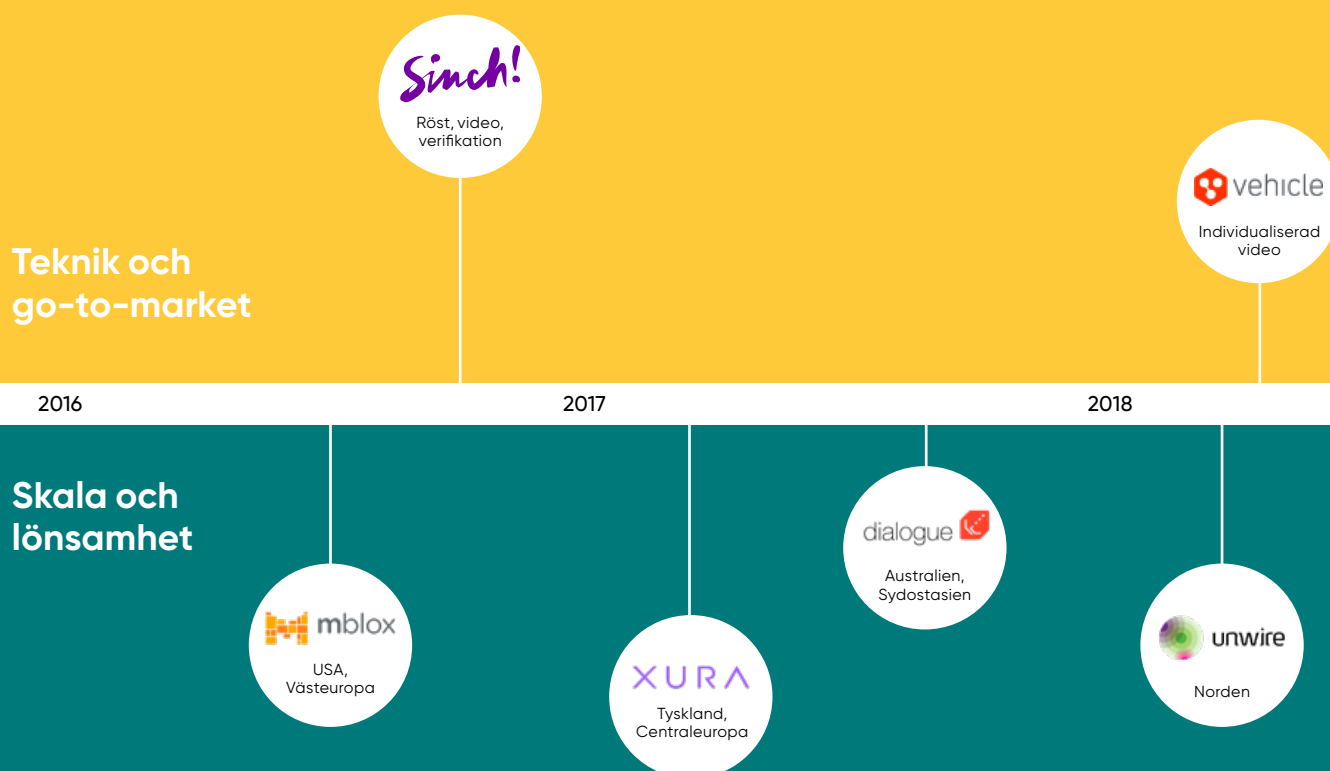 Sinch!
Röst, video,
verifikation
vehicle
Individualiserad
video
Teknik och
go-to-market
2016
2017
2018
Skala och
lönsamhet
dialogue
Australien,
Sydostasien
mblox
USA,
Västeuropa
unwire
Norden
XURA
Tyskland,
Centraleuropa